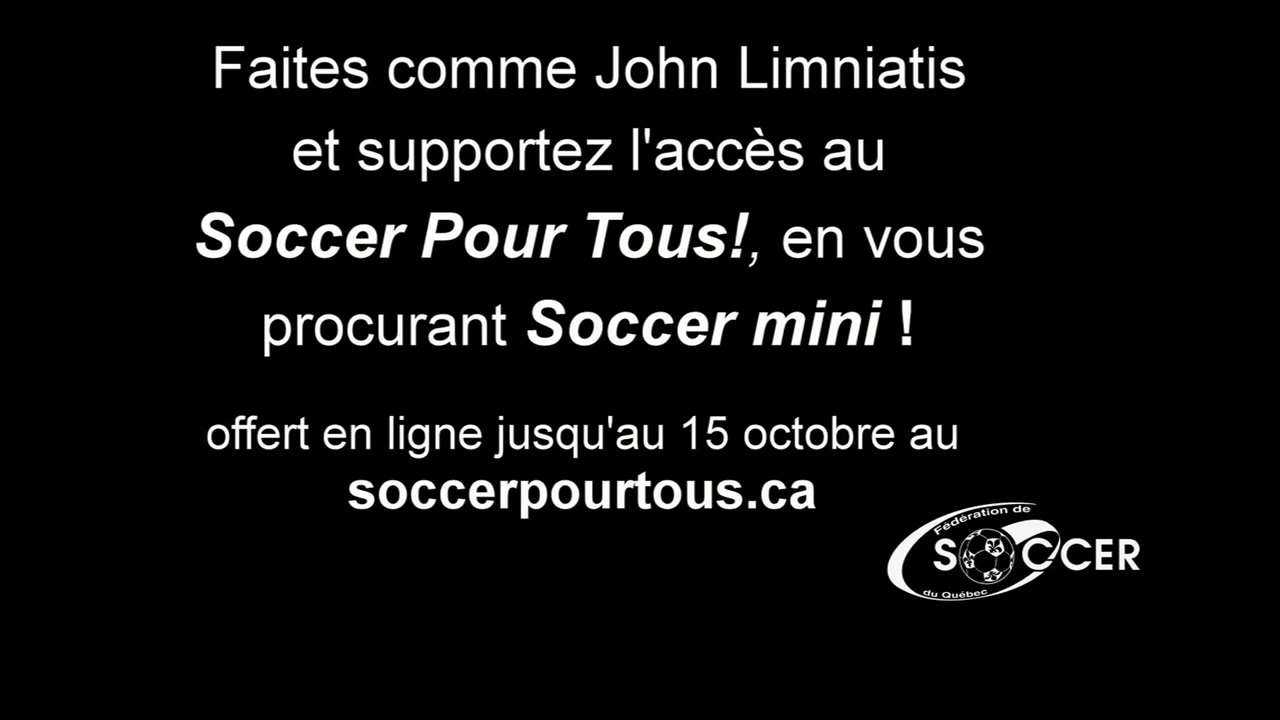 Faites comme John Limniatis
et supportez l'accès au
Soccer Pour Tous!, en vous
procurant Soccer mini !
offert en ligne jusqu'au 15 octobre au
soccerpourtous.ca
Fédération de
SOCCER
du Québec